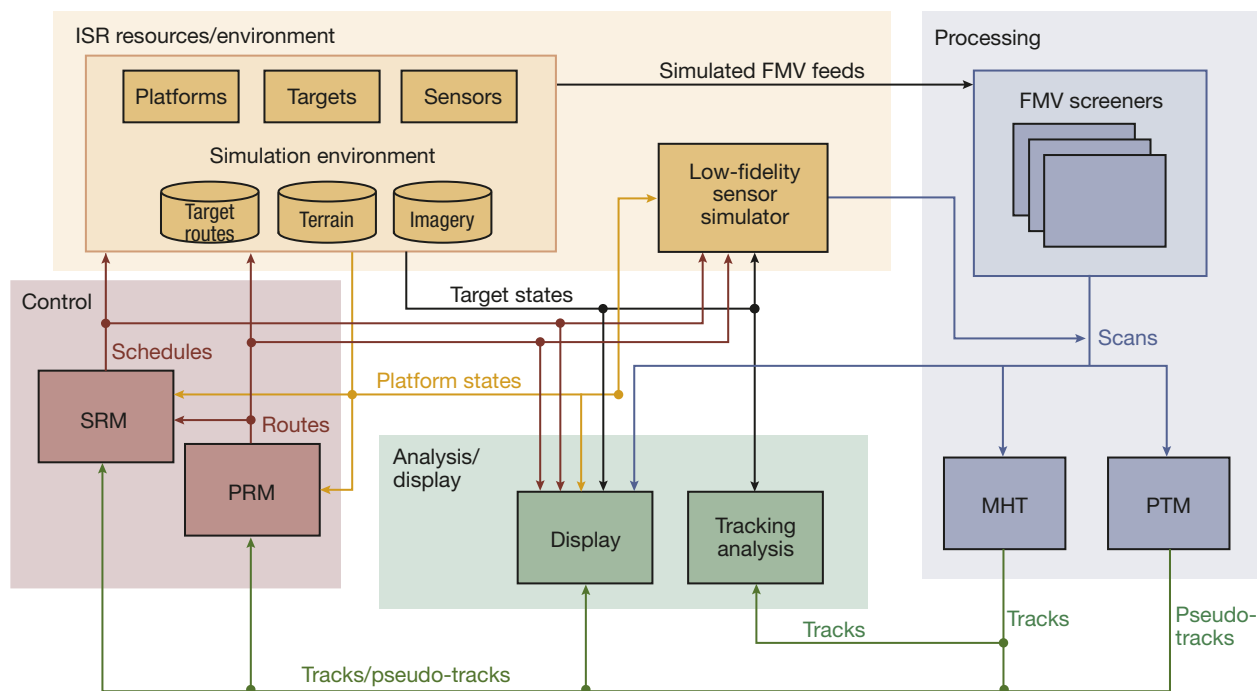 ISR resources/environment
Platforms
Targets
Sensors
Simulation environment
Target
routes
Terrain
Imagery
Simulated FMV feeds
Low-fidelity
sensor
simulator
Processing
FMV screeners
Control
Target states
Schedules
Scans
Platform states
SRM
Routes
PRM
Analysis/
display
Display
Tracking
analysis
MHT
PTM
Tracks
Tracks
Pseudo-
tracks
Tracks/pseudo-tracks